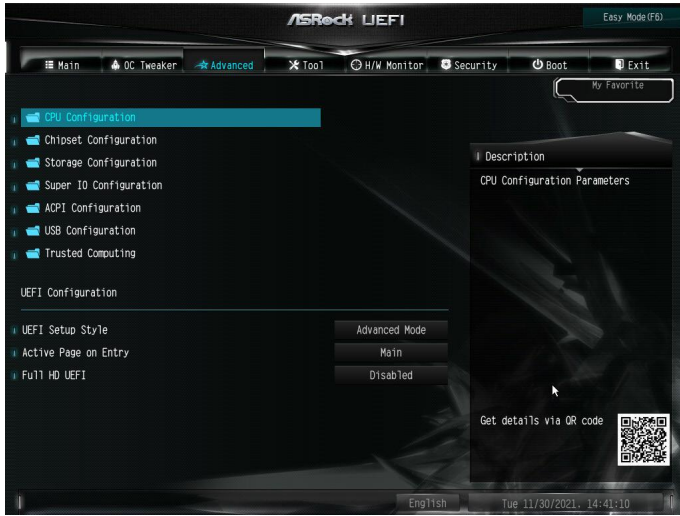 ASRock UEFI
Easy Mode(F6)
Main
OC Tweaker
Advanced
Tool
H/W Monitor
Security
Boot
Exit
My Favorite
CPU Configuration
Chipset Configuration
Storage Configuration
Super IO Configuration
ACPI Configuration
USB Configuration
Trusted Computing
UEFI Configuration
UEFI Setup Style Advanced Mode
Active Page on Entry Main
Full HD UEFI Disabled
Description
CPU Configuration Parameters
Get details via QR code
English
Tue 11/30/2021. 14:41:10